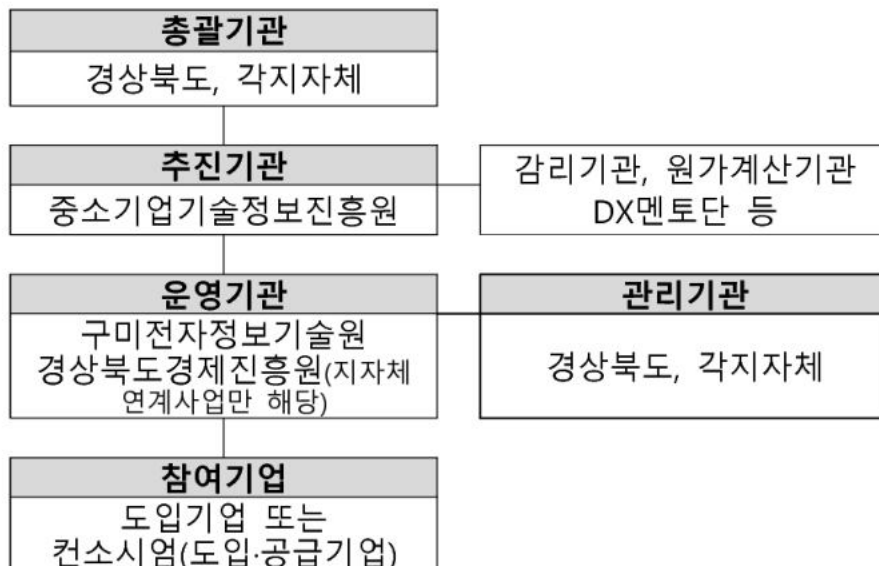 총괄기관
경상북도, 각지자체
추진기관
중소기업기술정보진흥원
감리기관, 원가계산기관
DX멘토단 등
운영기관
구미전자정보기술원
경상북도경제진흥원(지자체
연계사업만 해당)
관리기관
경상북도, 각지자체
참여기업
도입기업 또는
컨소시엄(도입·공급기업)